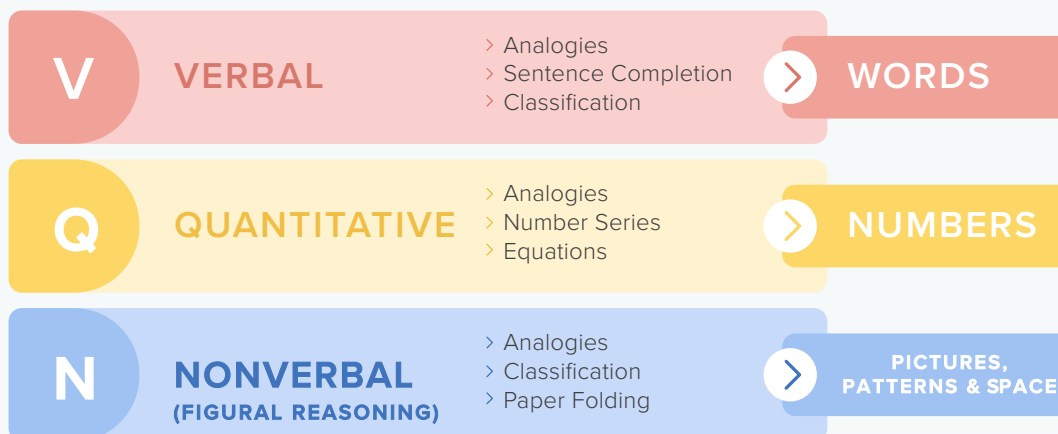 V
VERBAL
Analogies
Sentence Completion
Classification
WORDS
Q
QUANTITATIVE
Analogies
Number Series
Equations
NUMBERS
N
NONVERBAL
(FIGURAL REASONING)
Analogies
Classification
Paper Folding
PICTURES,
PATTERNS & SPACE